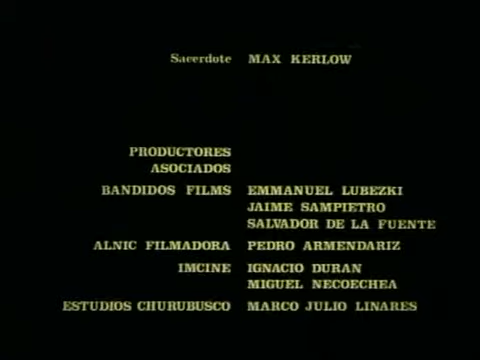 Sacerdote MAX KERLOW
PRODUCTORES
ASOCIADOS
BANDIDOS FILMS EMMANUEL LUBEZKI
JAIME SAMPIETRO
SALVADOR DE LA FUENTE
ALNIC FILMADORA PEDRO ARMENDARIZ
IMCINE IGNACIO DURAN
MIGUEL NECOECHEA
ESTUDIOS CHURUBUSCO MARCO JULIO LINARES